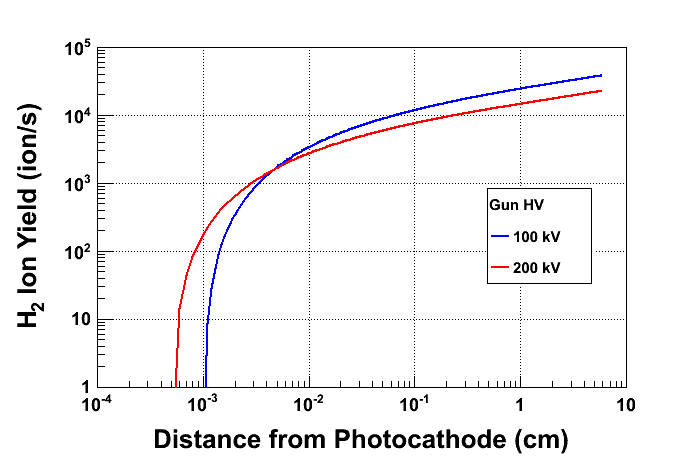 H2 Ion Yield (ion/s)
10^5
10^4
10^3
10^2
10
1
Gun HV
100 kV
200 kV
10^-4
10^-3
10^-2
10^-1
1
10
Distance from Photocathode (cm)